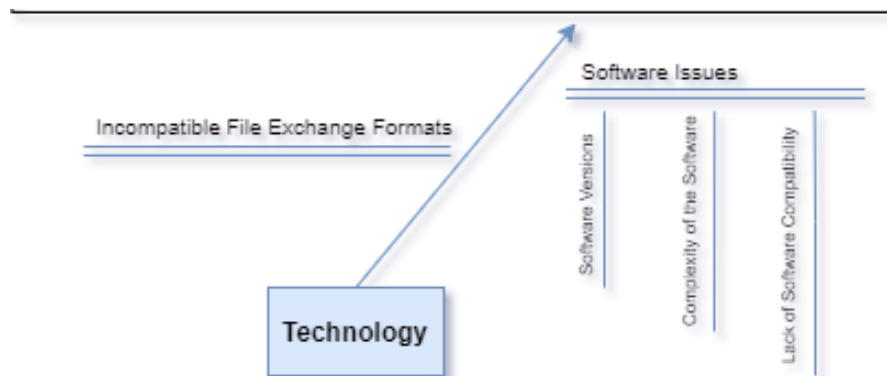 Software Issues
Incompatible File Exchange Formats
Software Versions
Complexity of the Software
Lack of Software Compatibility
Technology